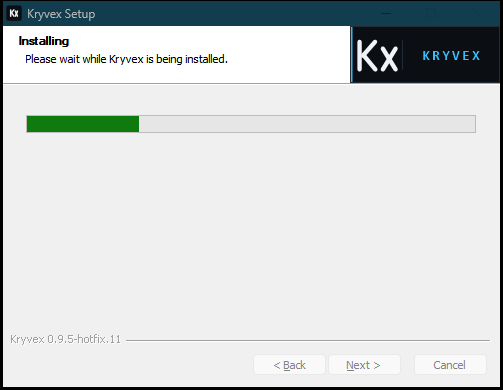 Kx Kryvex Setup
Installing
Please wait while Kryvex is being installed.
Kx KRYVEX
Kryvex 0.9.5-hotfix.11
< Back Next > Cancel